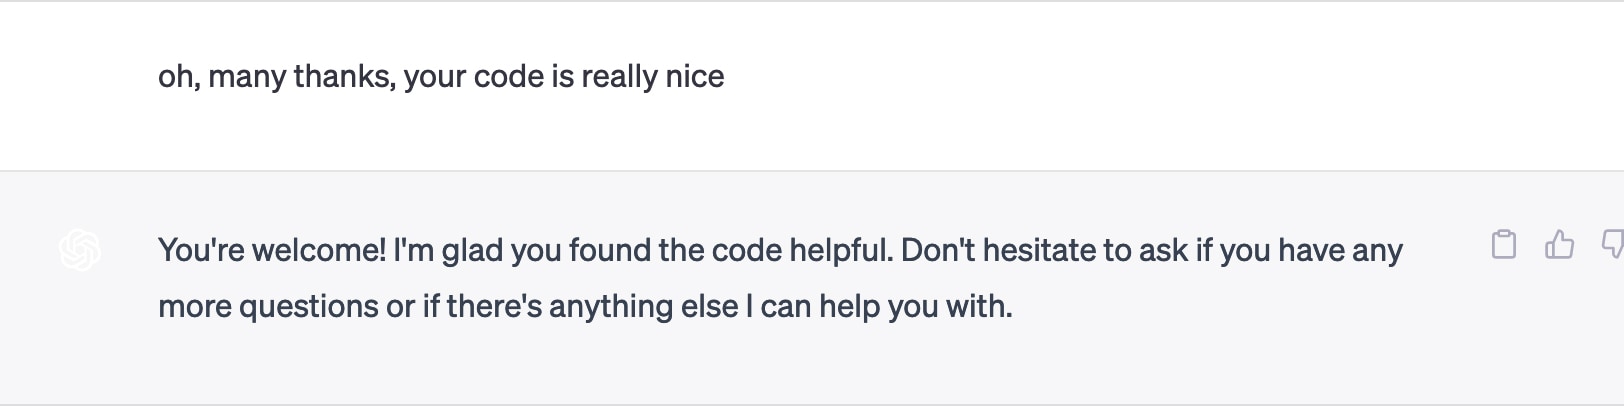 oh, many thanks, your code is really nice
You're welcome! I'm glad you found the code helpful. Don't hesitate to ask if you have any
more questions or if there's anything else I can help you with.